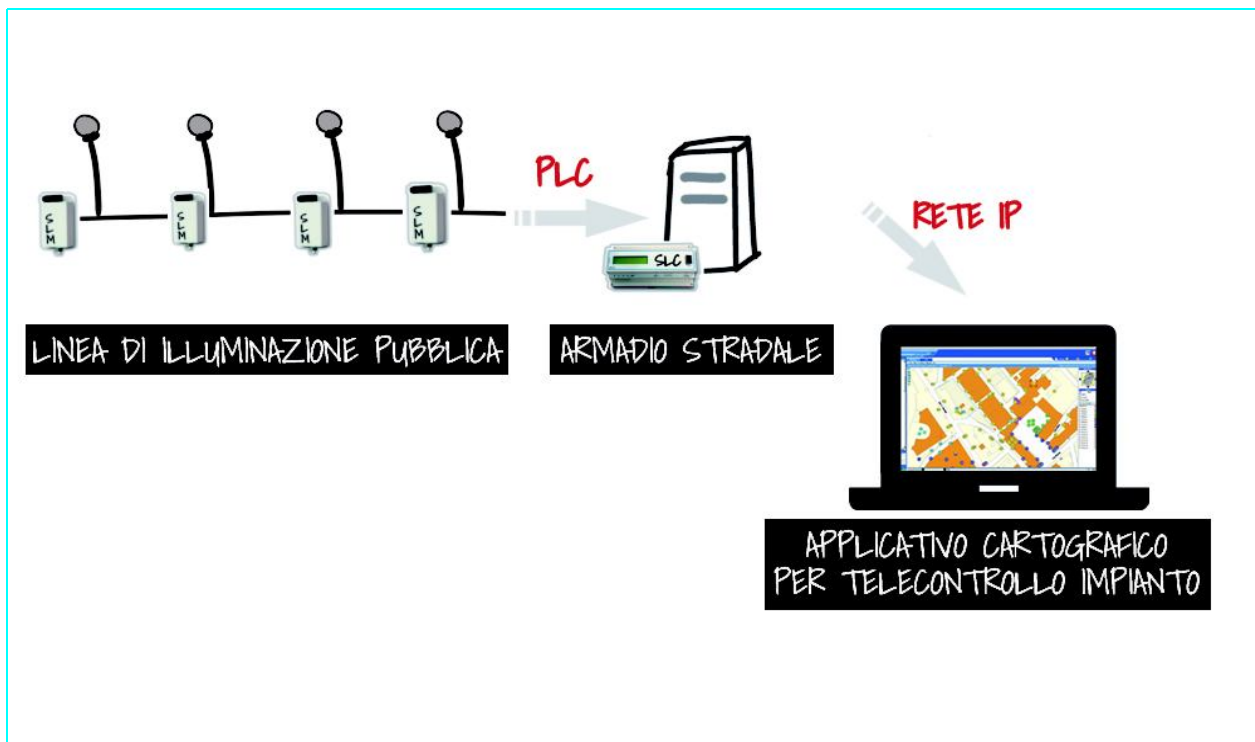 SLM
SLM
SLM
SLM
PLC
SLC
RETE IP
LINEA DI ILLUMINAZIONE PUBBLICA
ARMADIO STRADALE
APPLICATIVO CARTOGRAFICO
PER TELECONTROLLO IMPIANTO